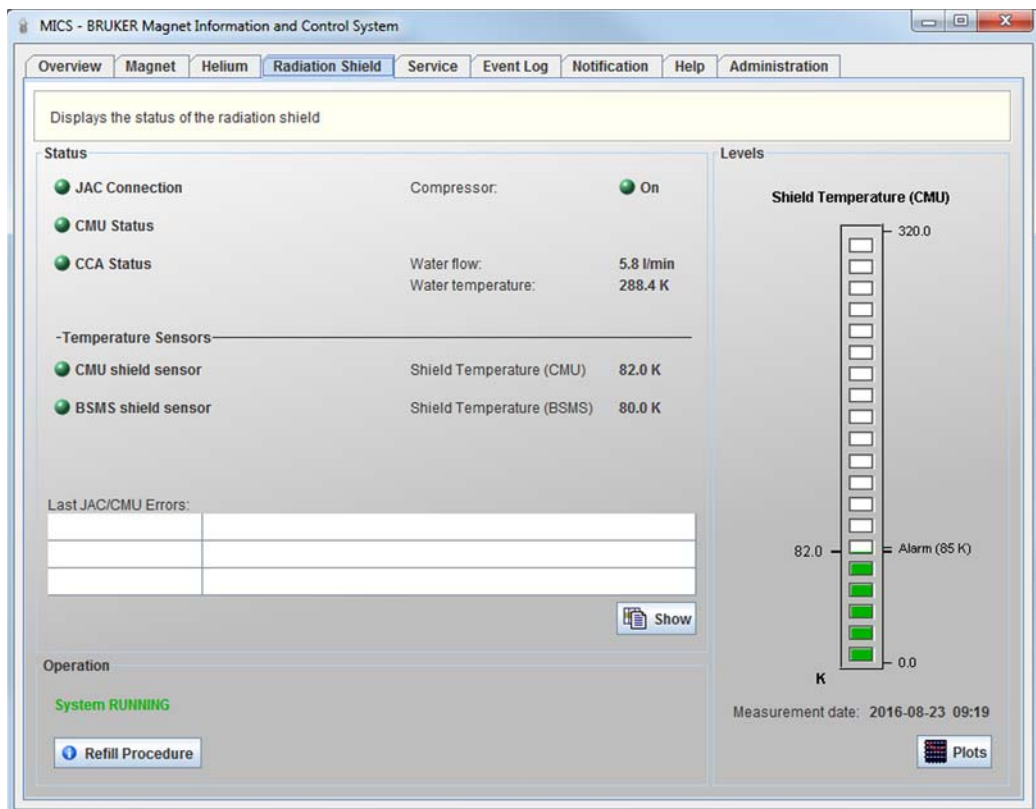 MICS - BRUKER Magnet Information and Control System
Overview Magnet Helium Radiation Shield Service Event Log Notification Help Administration
Displays the status of the radiation shield
Status
JAC Connection Compressor: On
CMU Status
CCA Status Water flow: 5.8 l/min
Water temperature: 288.4 K
-Temperature Sensors
CMU shield sensor Shield Temperature (CMU) 82.0 K
BSMS shield sensor Shield Temperature (BSMS) 80.0 K
Last JAC/CMU Errors:
Show
Operation
System RUNNING
Refill Procedure
Levels
Shield Temperature (CMU)
320.0
82.0 Alarm (85 K)
0.0
K
Measurement date: 2016-08-23 09:19
Plots